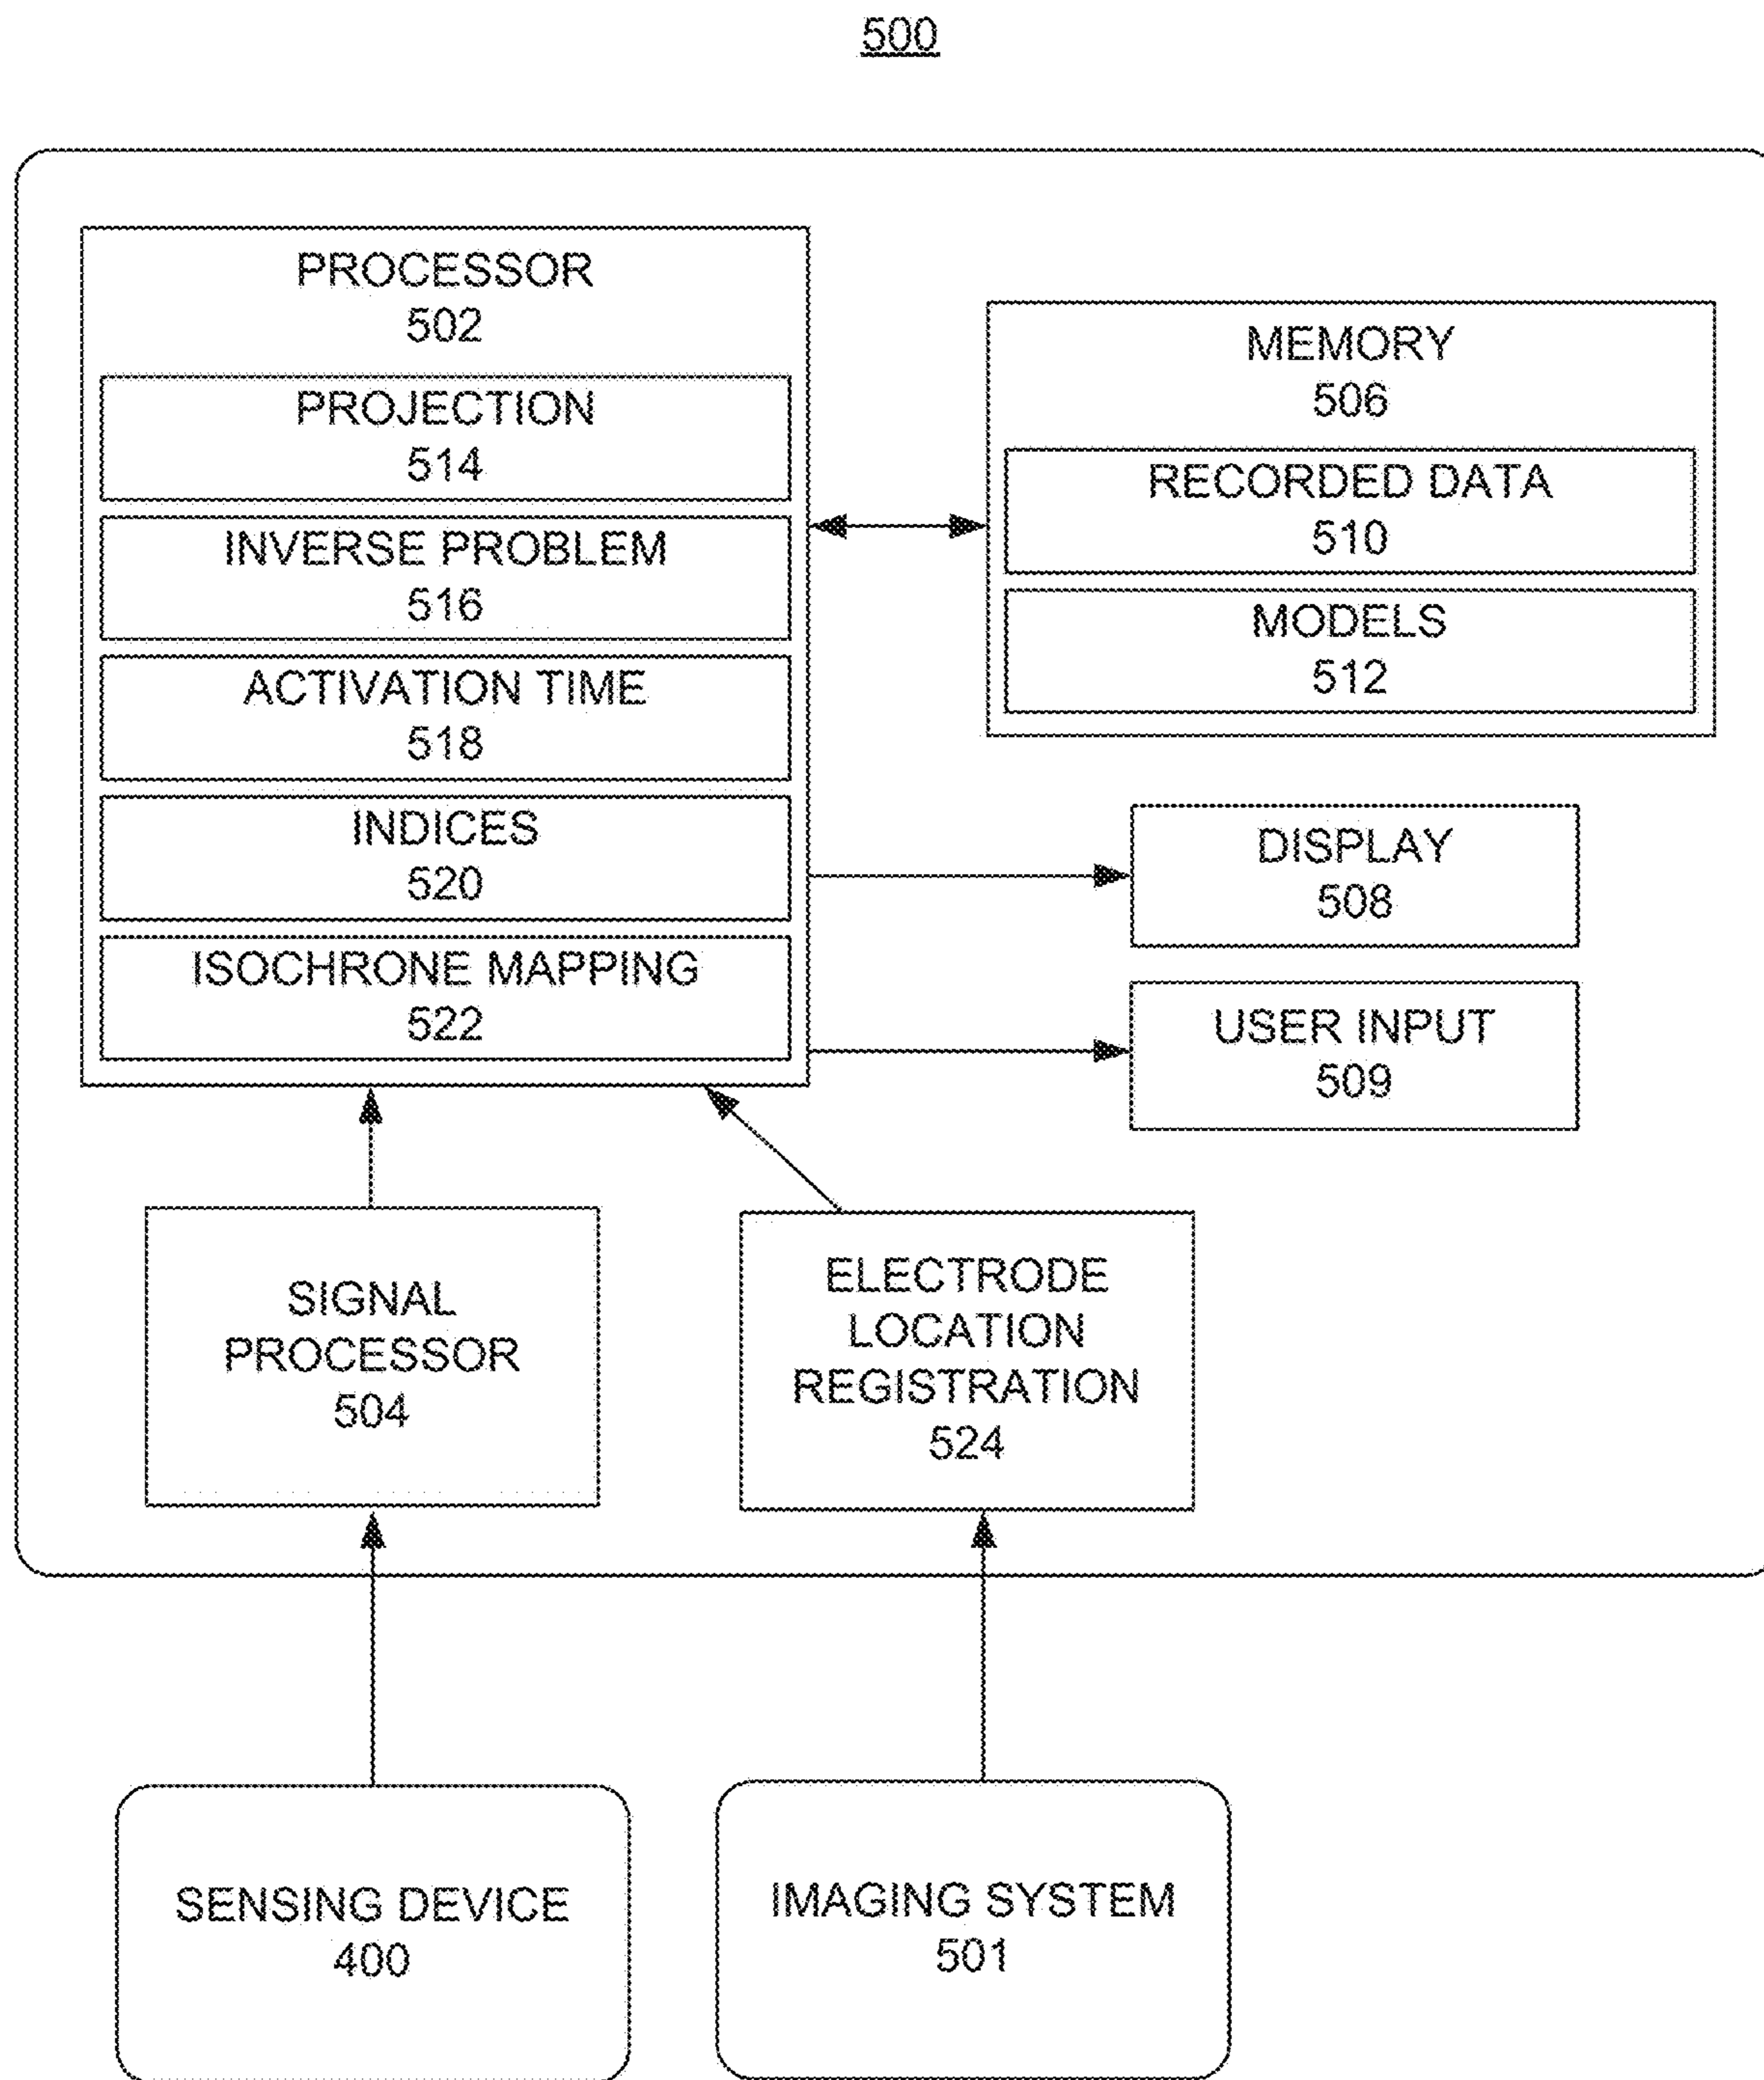 500
PROCESSOR
502
PROJECTION
514
INVERSE PROBLEM
516
ACTIVATION TIME
518
INDICES
520
ISOCHRONE MAPPING
522
MEMORY
506
RECORDED DATA
510
MODELS
512
DISPLAY
508
USER INPUT
509
SIGNAL
PROCESSOR
504
ELECTRODE
LOCATION
REGISTRATION
524
SENSING DEVICE
400
IMAGING SYSTEM
501